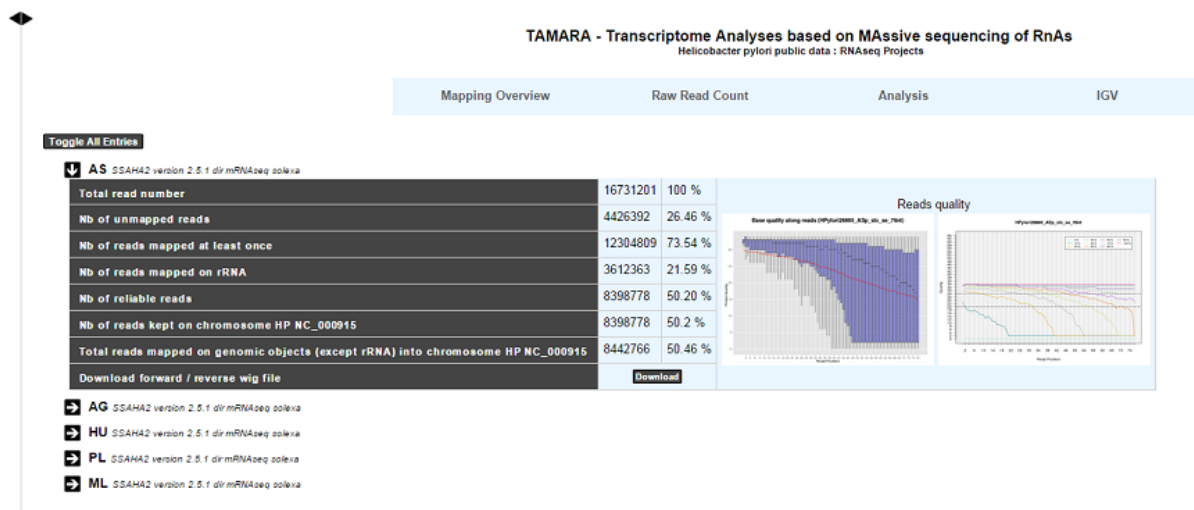 TAMARA - Transcriptome Analyses based on MAssive sequencing of RnAs
Helicobacter pylori public data : RNAseq Projects
Mapping Overview Raw Read Count Analysis IGV
Toggle All Entries
AS SSAHA2 version 2.5.1 dir mRNAseq solexa
Total read number 16731201 100 %
Nb of unmapped reads 4426392 26.46 %
Nb of reads mapped at least once 12304809 73.54 %
Nb of reads mapped on rRNA 3612363 21.59 %
Nb of reliable reads 8398778 50.20 %
Nb of reads kept on chromosome HP NC_000915 8398778 50.2 %
Total reads mapped on genomic objects (except rRNA) into chromosome HP NC_000915 8442766 50.46 %
Download forward / reverse wig file Download
Reads quality
AG SSAHA2 version 2.5.1 dir mRNAseq solexa
HU SSAHA2 version 2.5.1 dir mRNAseq solexa
PL SSAHA2 version 2.5.1 dir mRNAseq solexa
ML SSAHA2 version 2.5.1 dir mRNAseq solexa